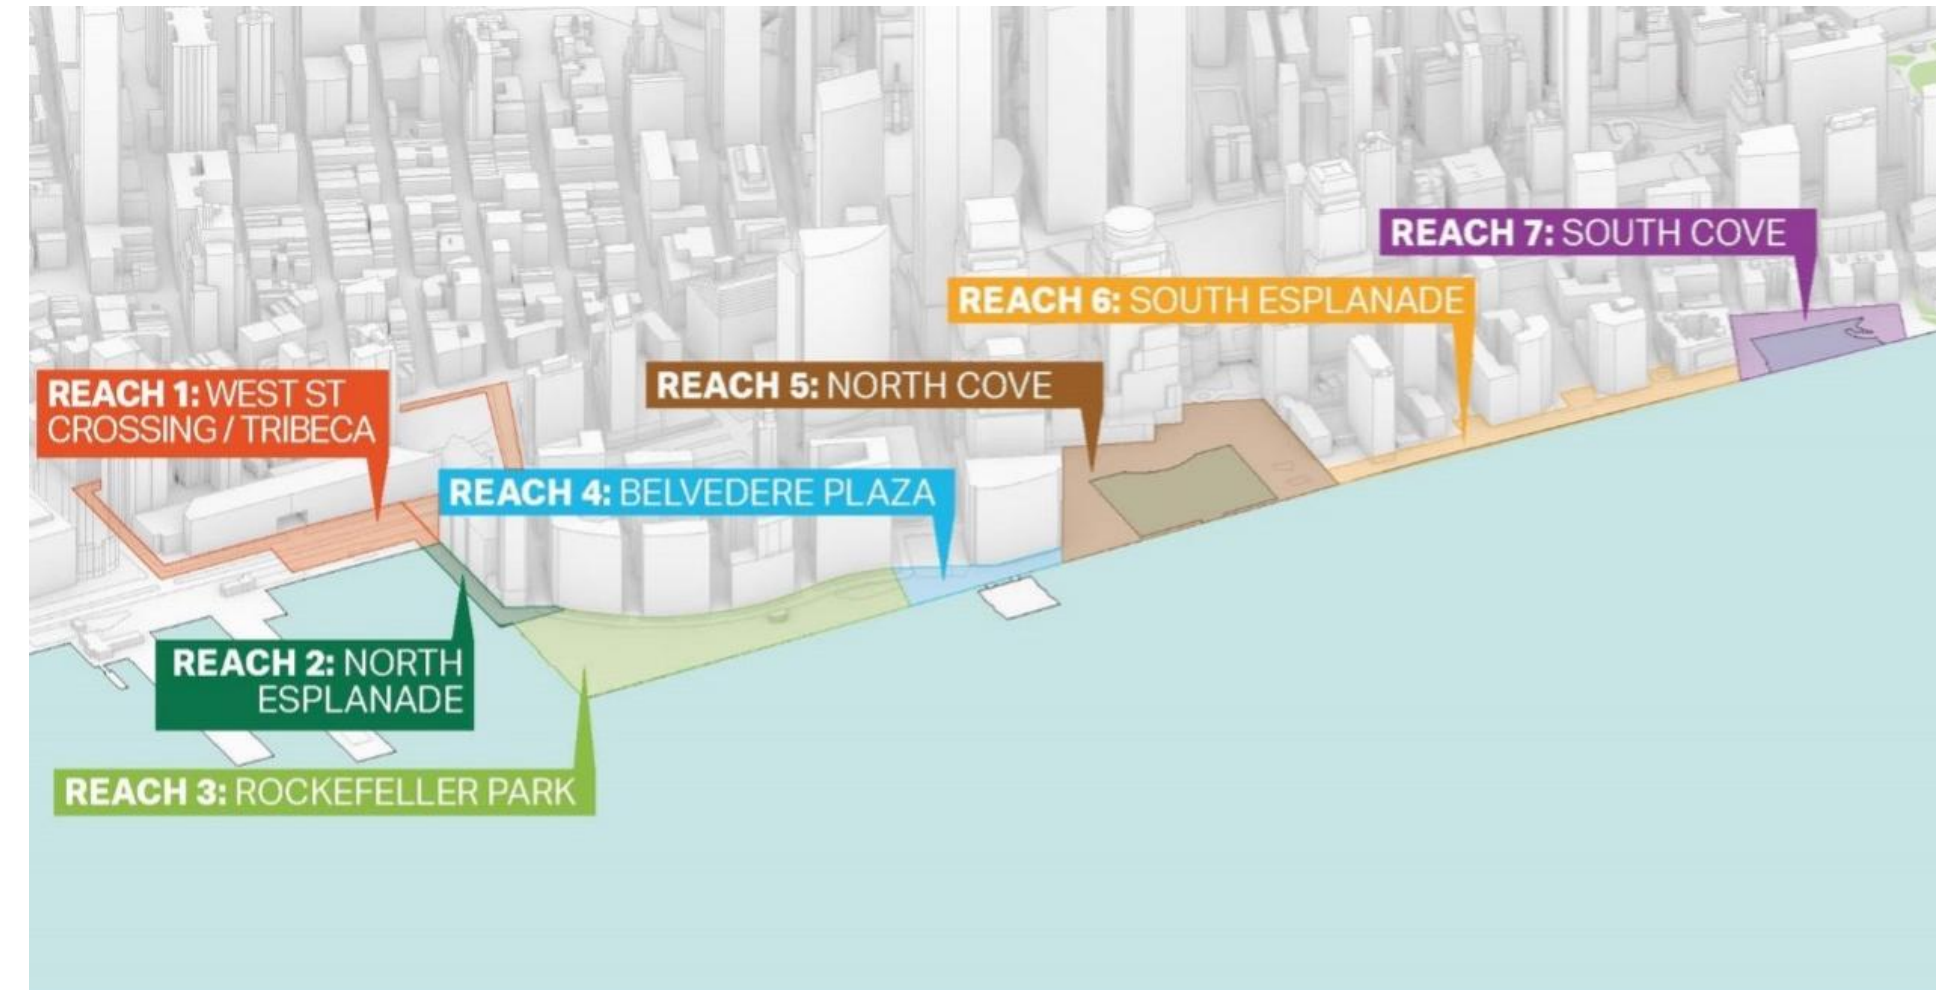 REACH 1: WEST ST
CROSSING / TRIBECA
REACH 2: NORTH
ESPLANADE
REACH 3: ROCKEFELLER PARK
REACH 4: BELVEDERE PLAZA
REACH 5: NORTH COVE
REACH 6: SOUTH ESPLANADE
REACH 7: SOUTH COVE